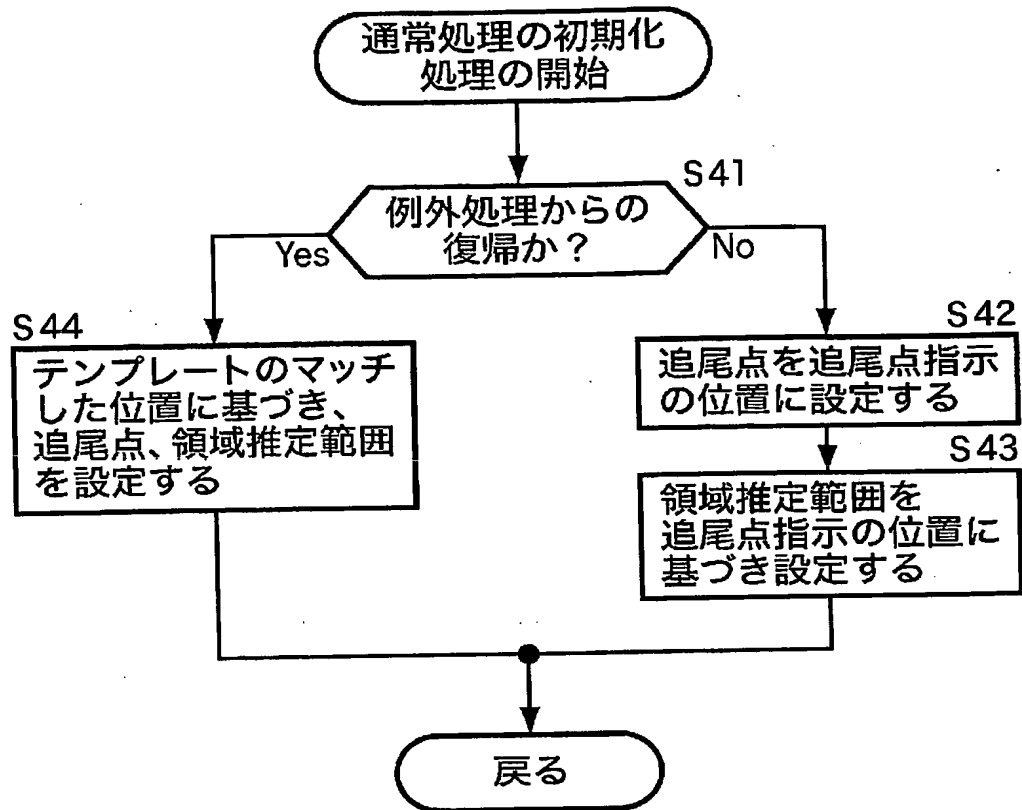 通常処理の初期化
処理の開始
S41
例外処理からの
復帰か？
Yes
No
S44
テンプレートのマッチ
した位置に基づき、
追尾点、領域推定範囲
を設定する
S42
追尾点を追尾点指示
の位置に設定する
S43
領域推定範囲を
追尾点指示の位置に
基づき設定する
戻る